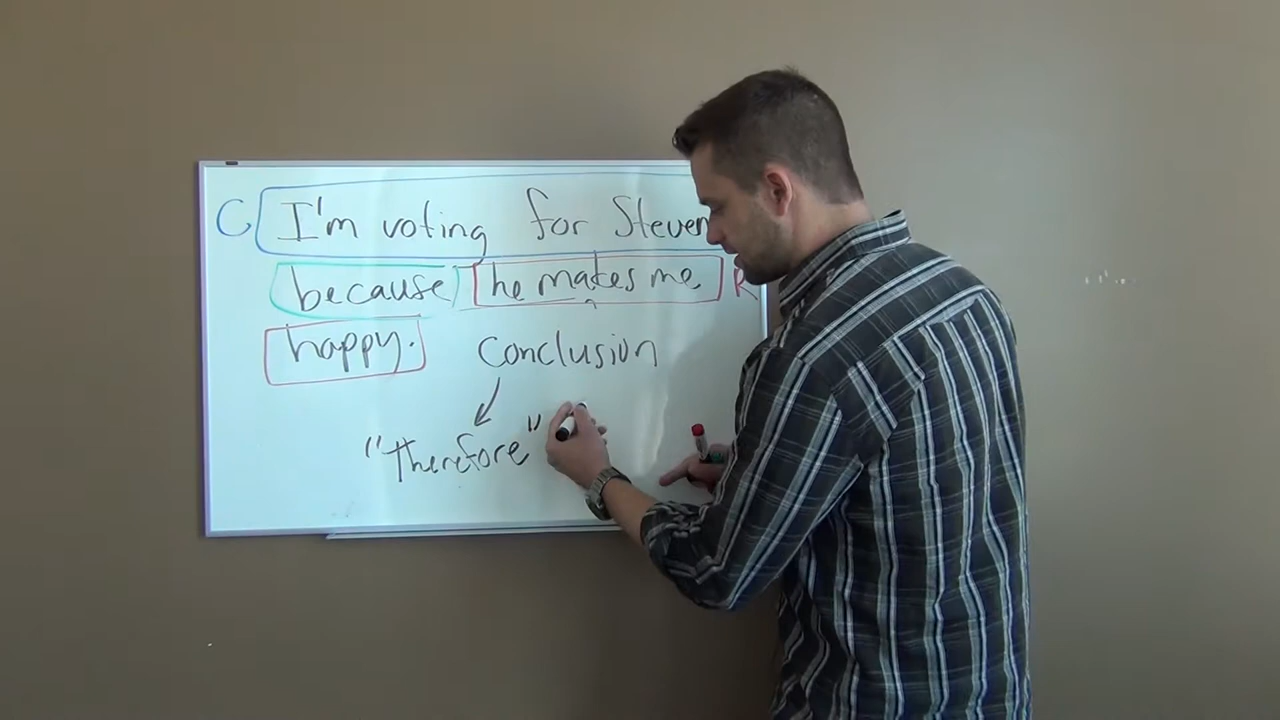 C I'm voting for Steven
because he makes me R
happy. Conclusion
"therefore"